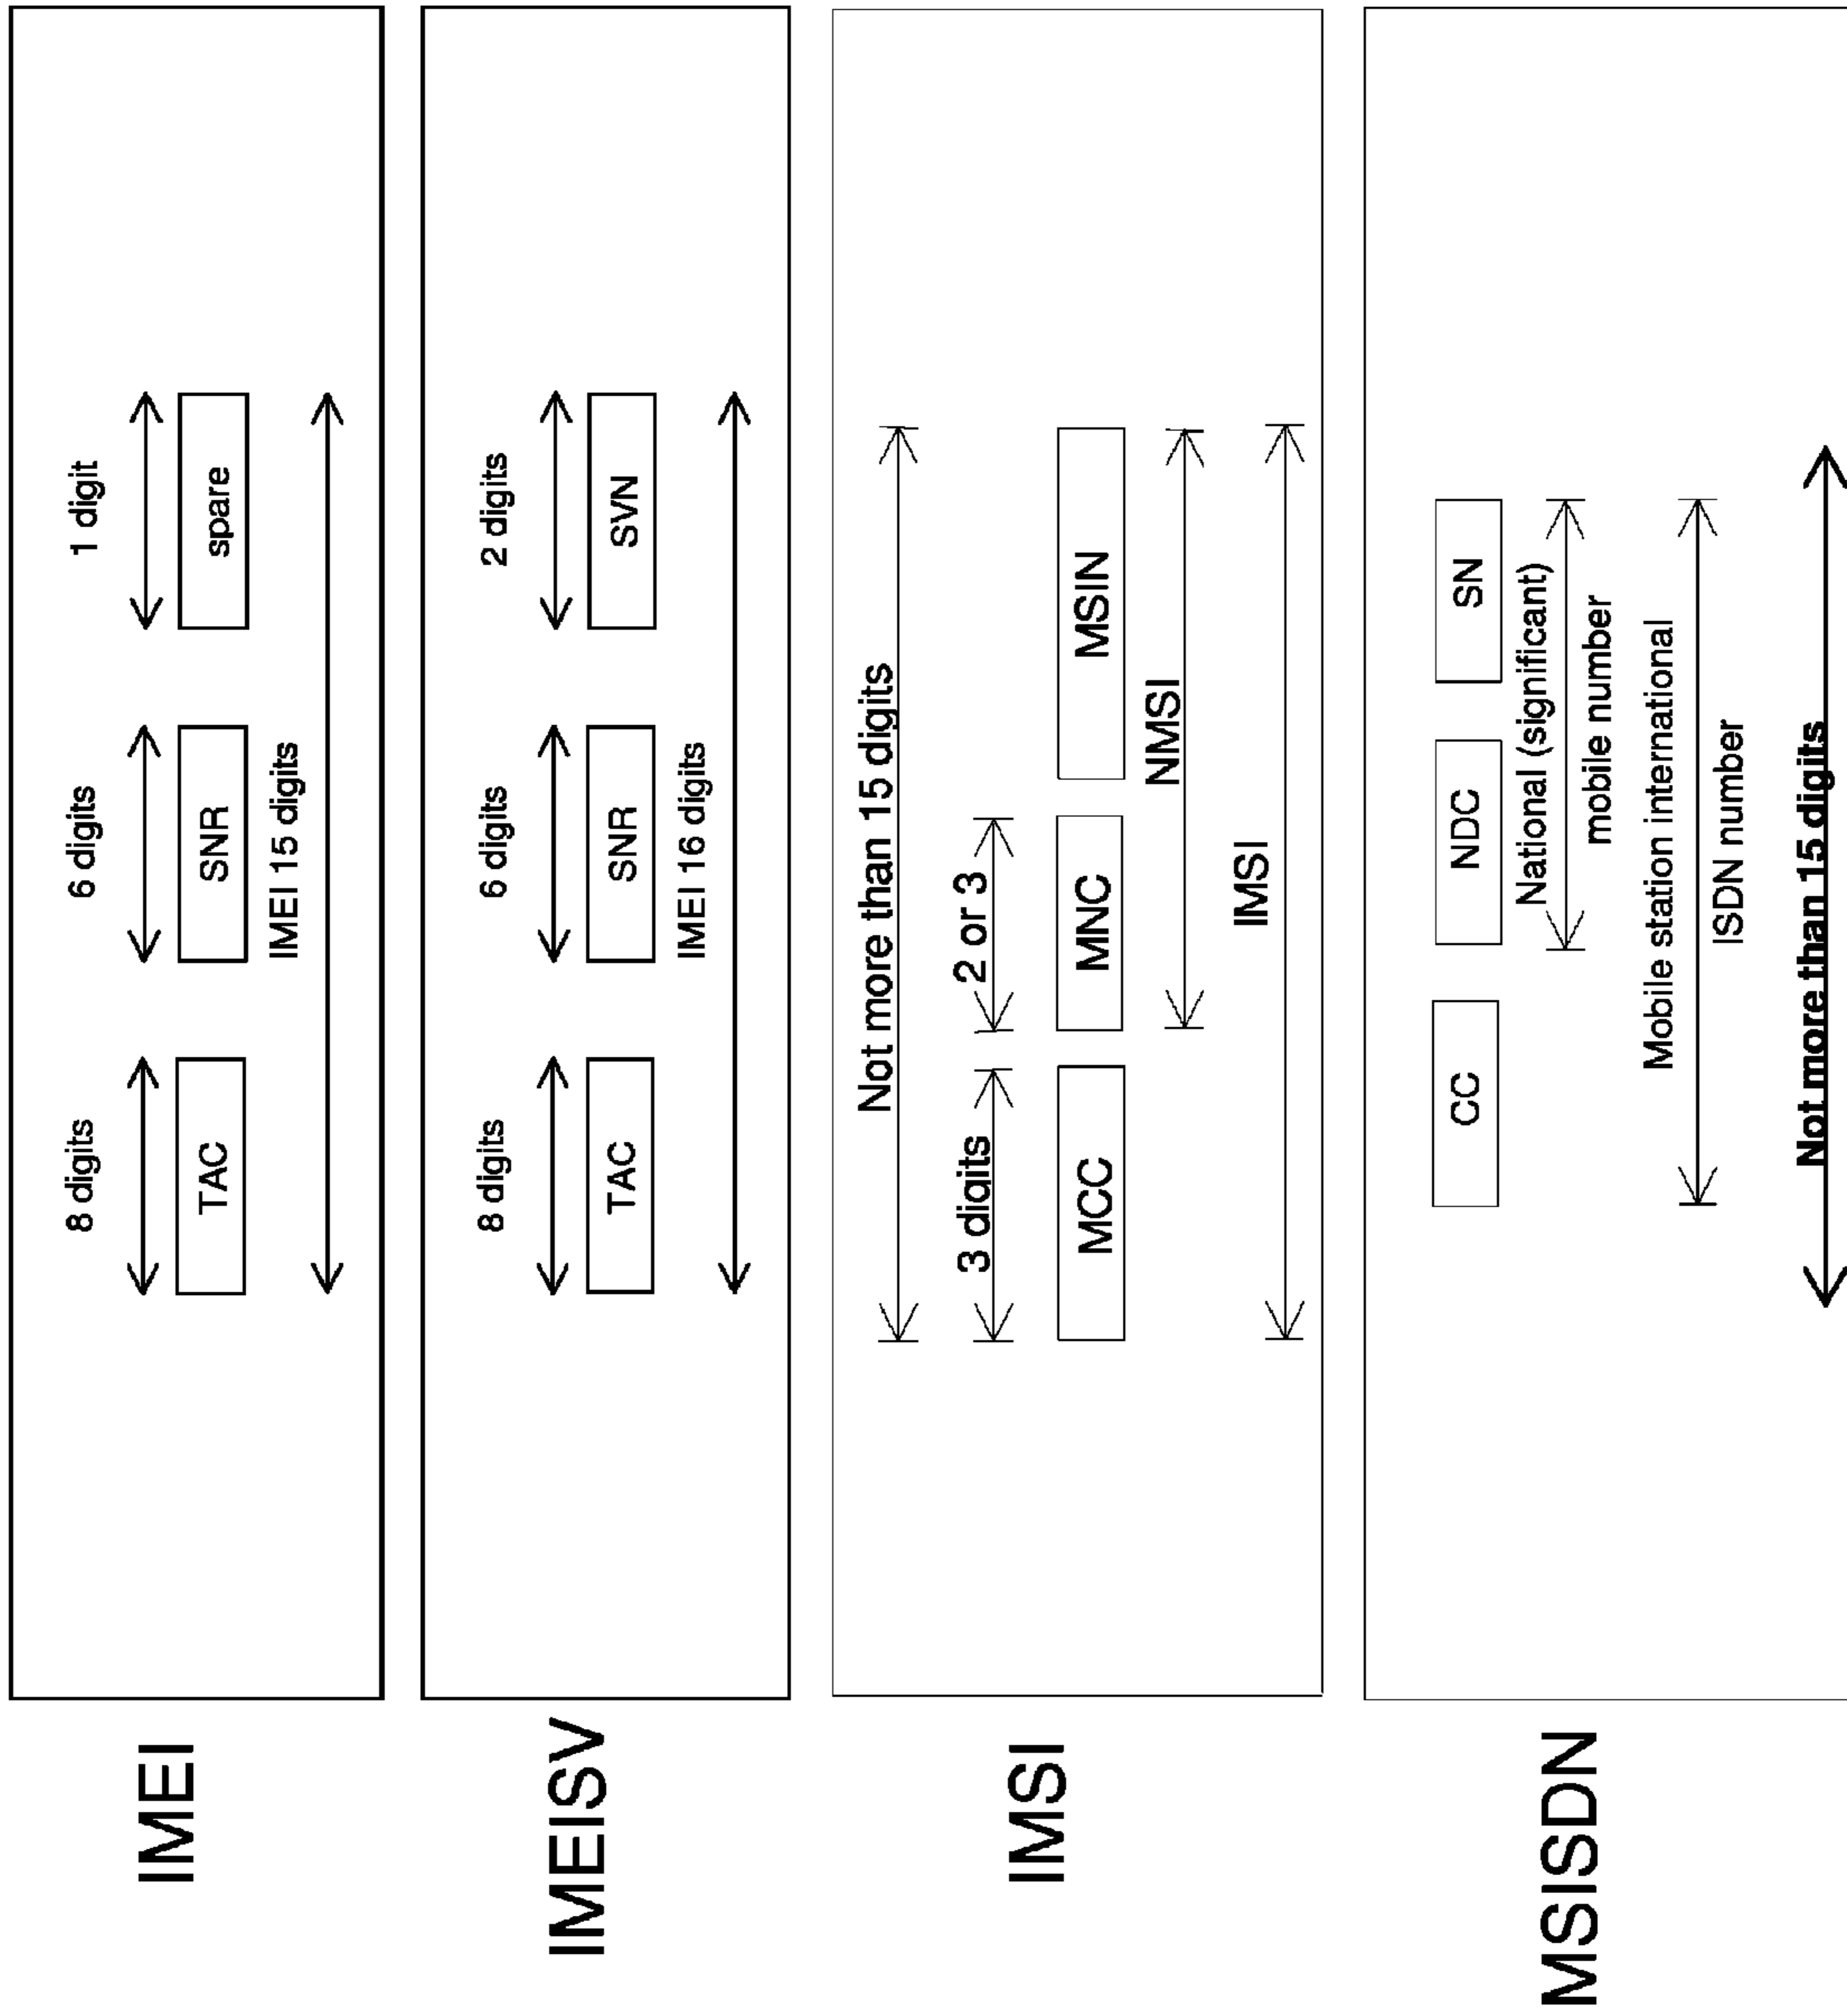 IMEI
8 digits
6 digits
1 digit
TAC
SNR
spare
IMEI 15 digits
IMEISV
8 digits
6 digits
2 digits
TAC
SNR
SVN
IMEI 16 digits
IMSI
Not more than 15 digits
3 digits
2 or 3
MCC
MNC
MSIN
NMSI
IMSI
MSISDN
CC
NDC
SN
National (significant)
mobile number
Mobile station international
ISDN number
Not more than 15 digits